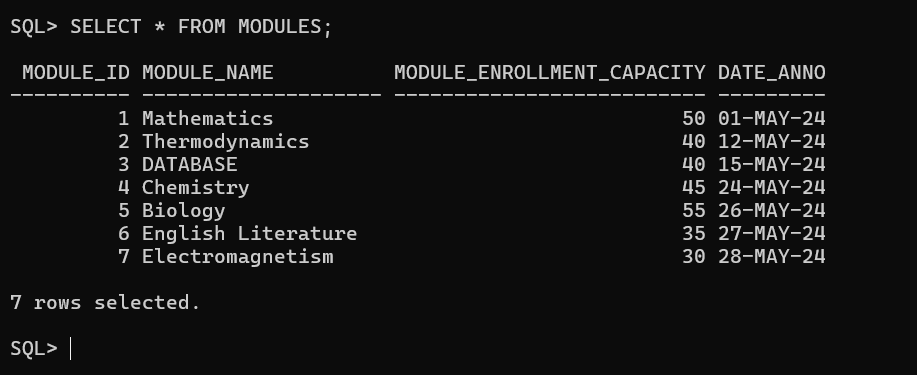 SQL> SELECT * FROM MODULES;
MODULE_ID MODULE_NAME          MODULE_ENROLLMENT_CAPACITY DATE_ANNO
---------- -------------------- -------------------------- ---------
1 Mathematics                                  50 01-MAY-24
2 Thermodynamics                               40 12-MAY-24
3 DATABASE                                     40 15-MAY-24
4 Chemistry                                    45 24-MAY-24
5 Biology                                      55 26-MAY-24
6 English Literature                           35 27-MAY-24
7 Electromagnetism                             30 28-MAY-24
7 rows selected.
SQL>